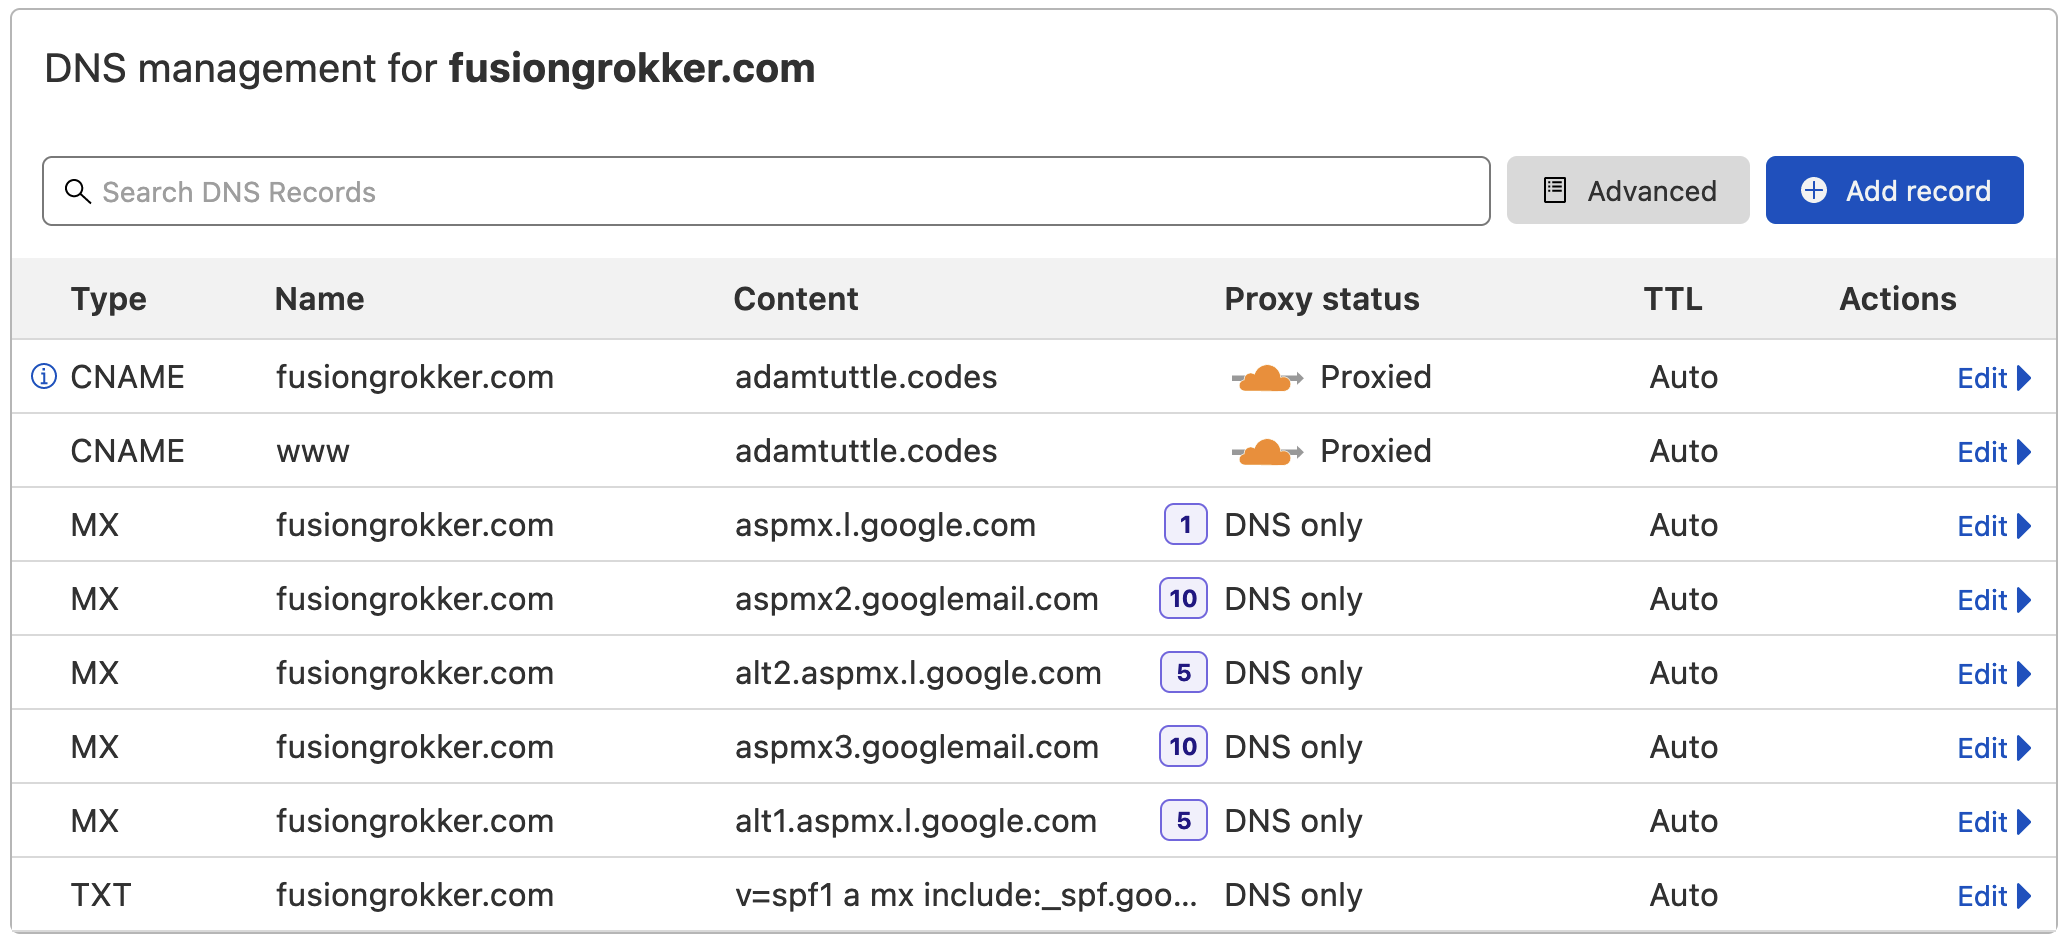 DNS management for fusiongrokker.com
Search DNS Records
Advanced
Add record
Type Name Content Proxy status TTL Actions
CNAME fusiongrokker.com adamtuttle.codes Proxied Auto Edit
CNAME www adamtuttle.codes Proxied Auto Edit
MX fusiongrokker.com aspmx.l.google.com 1 DNS only Auto Edit
MX fusiongrokker.com aspmx2.googlemail.com 10 DNS only Auto Edit
MX fusiongrokker.com alt2.aspmx.l.google.com 5 DNS only Auto Edit
MX fusiongrokker.com aspmx3.googlemail.com 10 DNS only Auto Edit
MX fusiongrokker.com alt1.aspmx.l.google.com 5 DNS only Auto Edit
TXT fusiongrokker.com v=spf1 a mx include:_spf.goo... DNS only Auto Edit